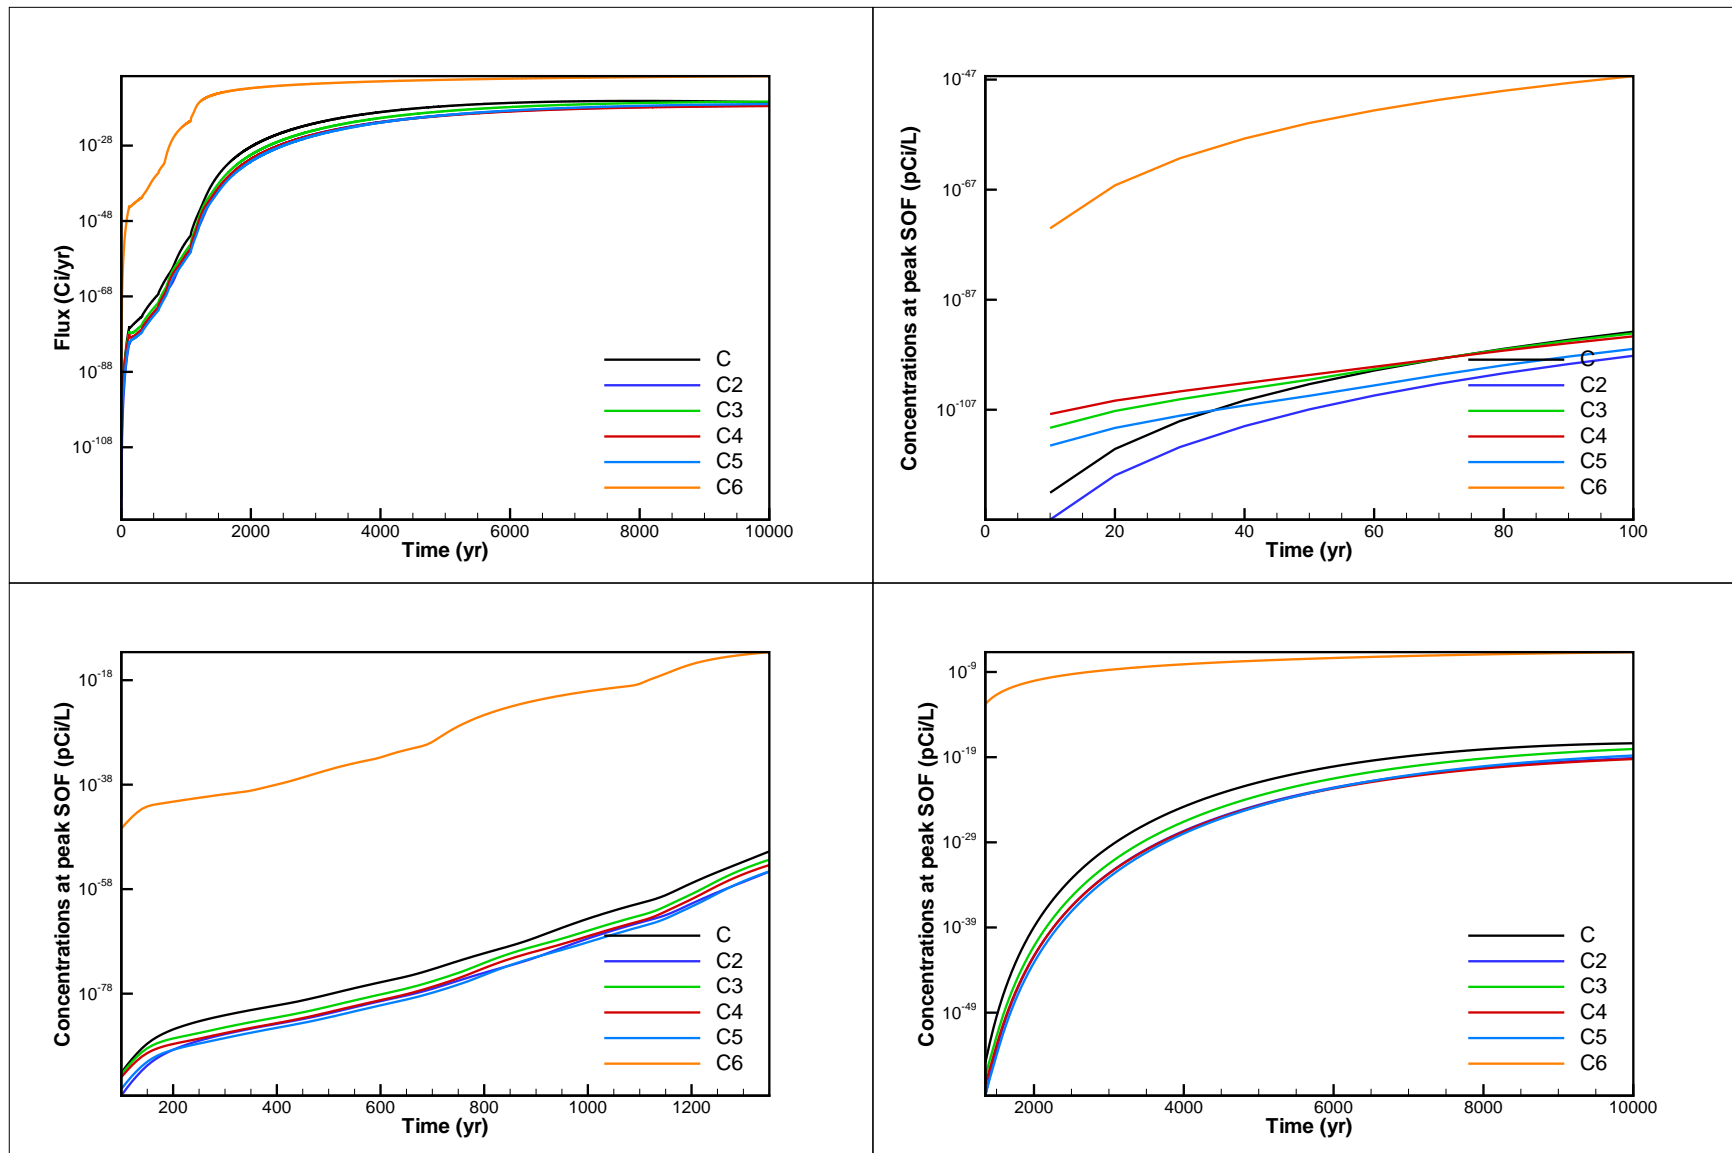 Flux (Ci/yr)
10^-28
10^-48
10^-68
10^-88
10^-108
C
C2
C3
C4
C5
C6
0 2000 4000 6000 8000 10000
Time (yr)
Concentrations at peak SOF (pCi/L)
10^-47
10^-67
10^-87
10^-107
C
C2
C3
C4
C5
C6
0 20 40 60 80 100
Time (yr)
Concentrations at peak SOF (pCi/L)
10^-18
10^-38
10^-58
10^-78
C
C2
C3
C4
C5
C6
200 400 600 800 1000 1200
Time (yr)
Concentrations at peak SOF (pCi/L)
10^-9
10^-19
10^-29
10^-39
10^-49
C
C2
C3
C4
C5
C6
2000 4000 6000 8000 10000
Time (yr)